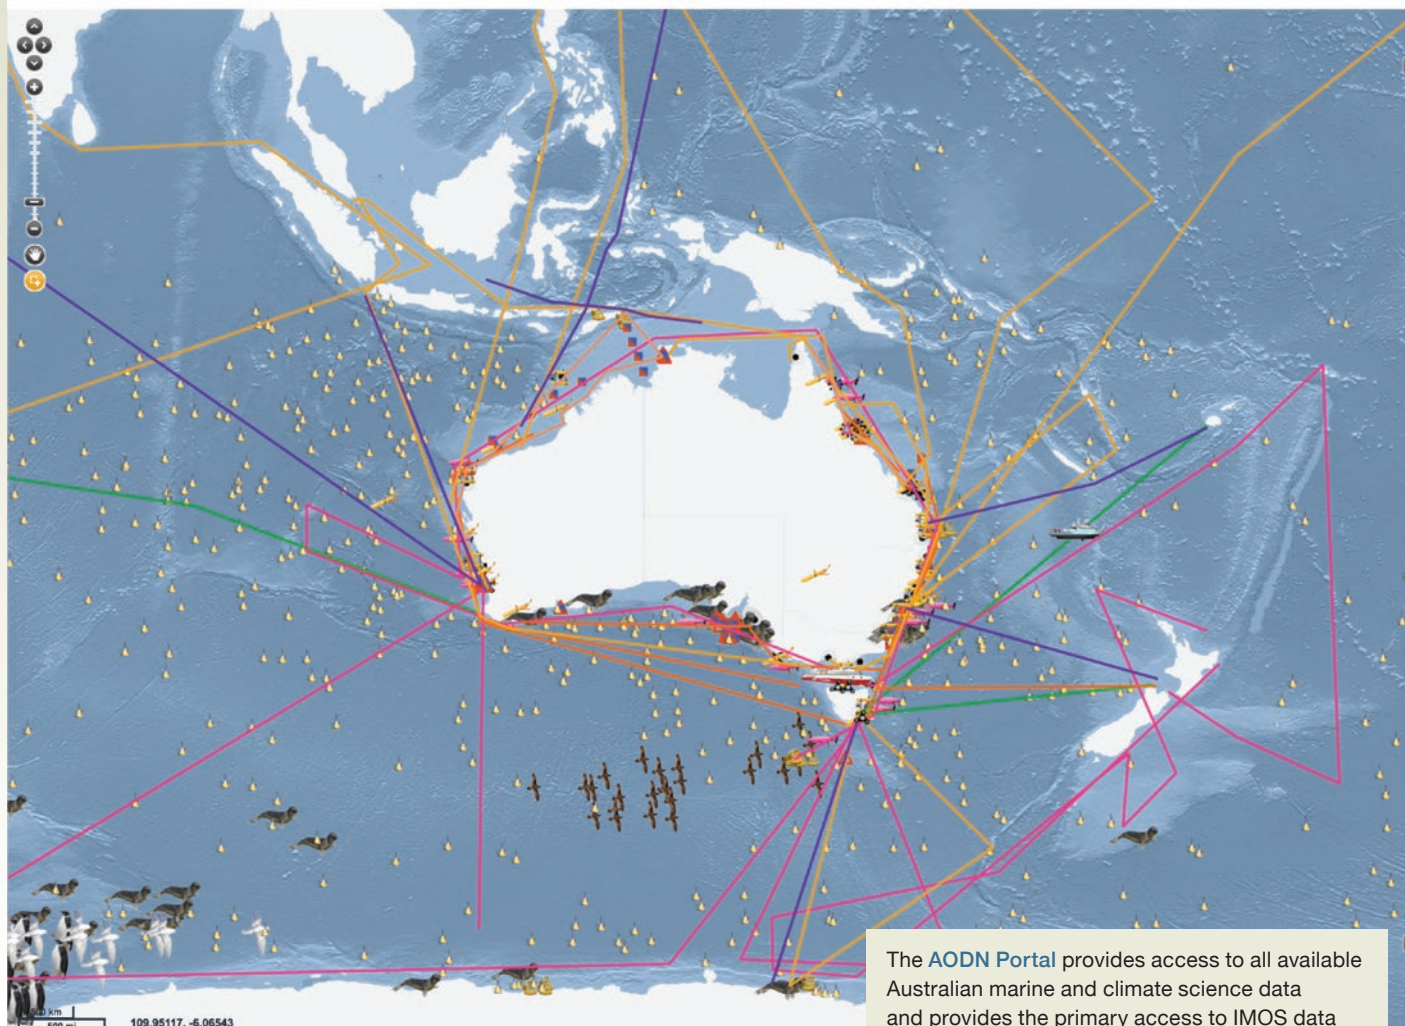 km
500 mi
109.95117, -6.06543
The AODN Portal provides access to all available
Australian marine and climate science data
and provides the primary access to IMOS data